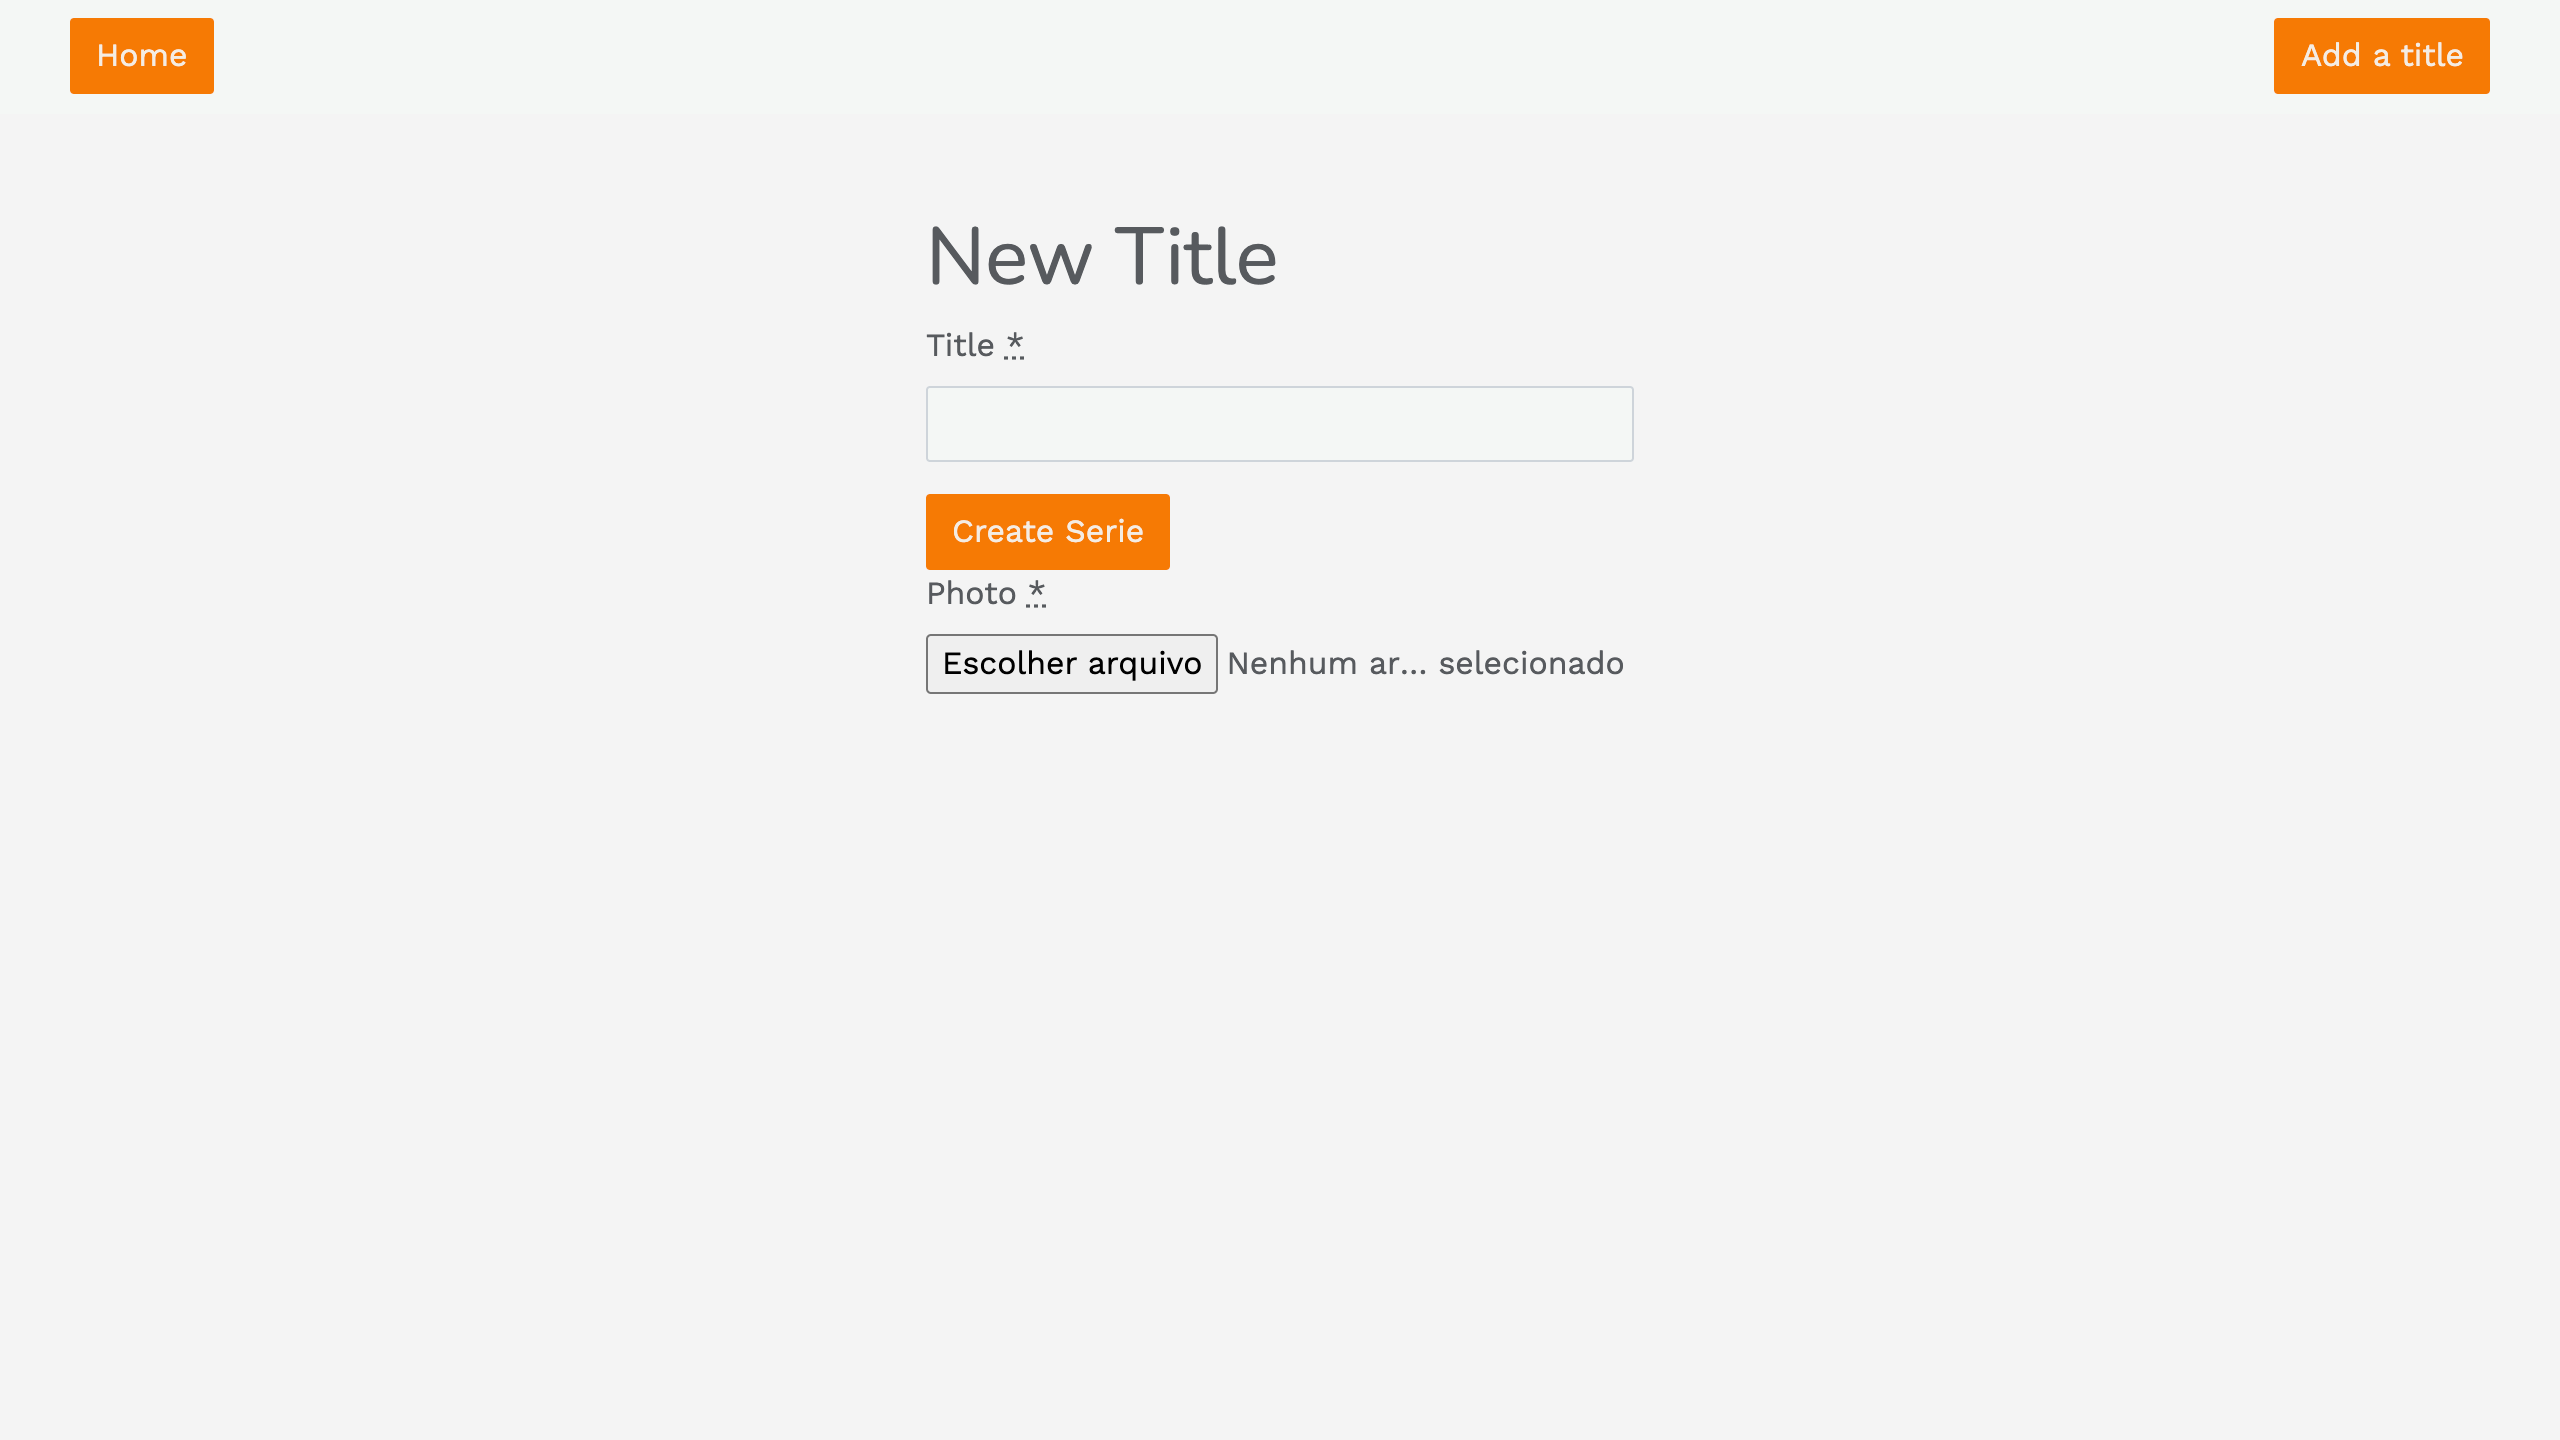 Home
Add a title
New Title
Title *
Create Serie
Photo *
Escolher arquivo Nenhum ar... selecionado